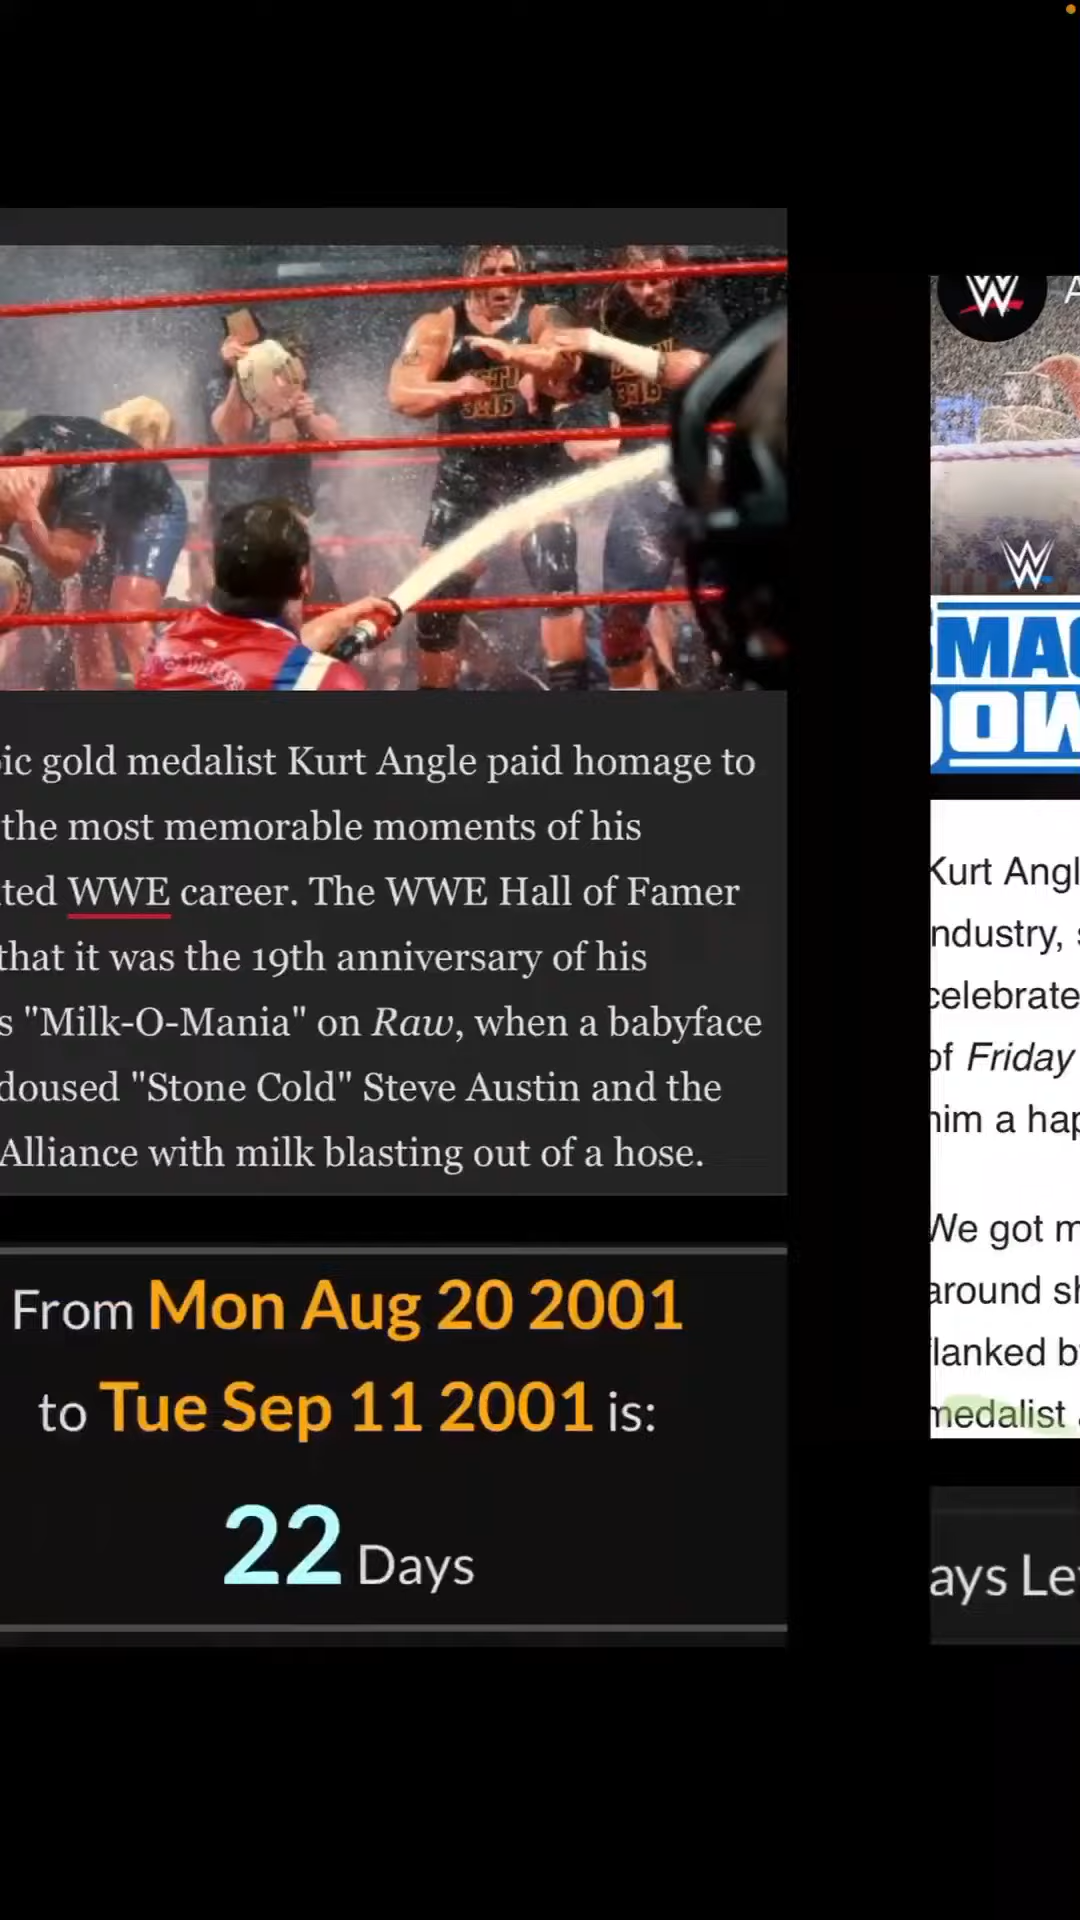 ic gold medalist Kurt Angle paid homage to
the most memorable moments of his
ted WWE career. The WWE Hall of Famer
that it was the 19th anniversary of his
s "Milk-O-Mania" on Raw, when a babyface
doused "Stone Cold" Steve Austin and the
Alliance with milk blasting out of a hose.
From Mon Aug 20 2001
to Tue Sep 11 2001 is:
22 Days
W
A
W
SMAC
DOW
Kurt Angl
ndustry, s
celebrate
of Friday
him a hap
We got m
around sh
flanked b
medalist
ays Le